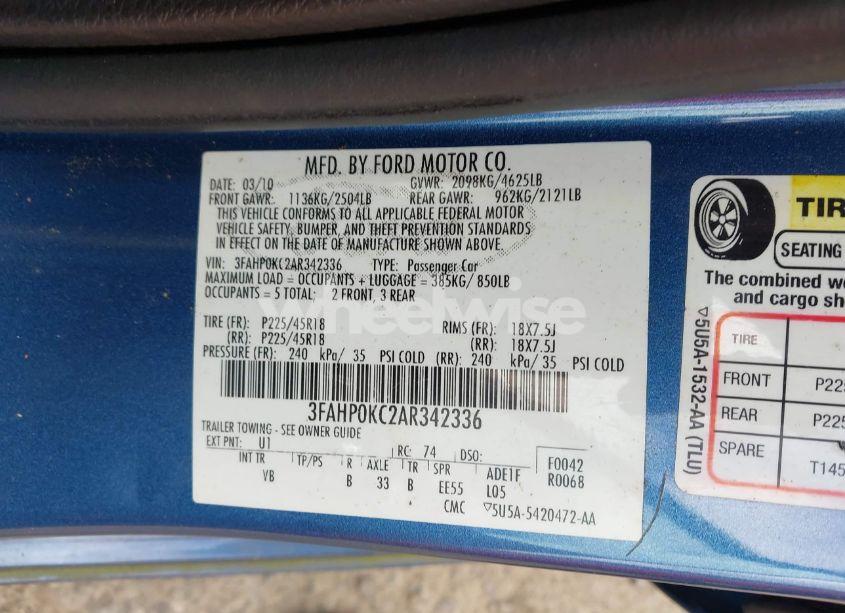 MFD. BY FORD MOTOR CO.
DATE: 03/10 GVWR: 2098KG/4625LB
FRONT GAWR: 1136KG/2504LB REAR GAWR: 962KG/2121LB
THIS VEHICLE CONFORMS TO ALL APPLICABLE FEDERAL MOTOR
VEHICLE SAFETY, BUMPER, AND THEFT PREVENTION STANDARDS
IN EFFECT ON THE DATE OF MANUFACTURE SHOWN ABOVE.
VIN: 3FAHP0KC2AR342336 TYPE: Passenger Car
MAXIMUM LOAD = OCCUPANTS + LUGGAGE = 385KG/ 850LB
OCCUPANTS = 5 TOTAL: 2 FRONT, 3 REAR
TIRE (FR): P225/45R18 RIMS (FR): 18X7.5J
(RR): P225/45R18 (RR): 18X7.5J
PRESSURE (FR): 240 kPa/ 35 PSI COLD (RR): 240 kPa/ 35 PSI COLD
3FAHP0KC2AR342336
TRAILER TOWING - SEE OWNER GUIDE
EXT PNT: U1 RC: 74 DSO: F0042
INT TR TP/PS R AXLE TR SPR ADE1F R0068
VB B 33 B EE55 L05
CMC ▽5U5A-5420472-AA
wheelwise
TIR
SEATING
The combined we
and cargo sh
TIRE
FRONT P225
REAR P225
SPARE T145
▽5U5A-1532-AA (TLU)